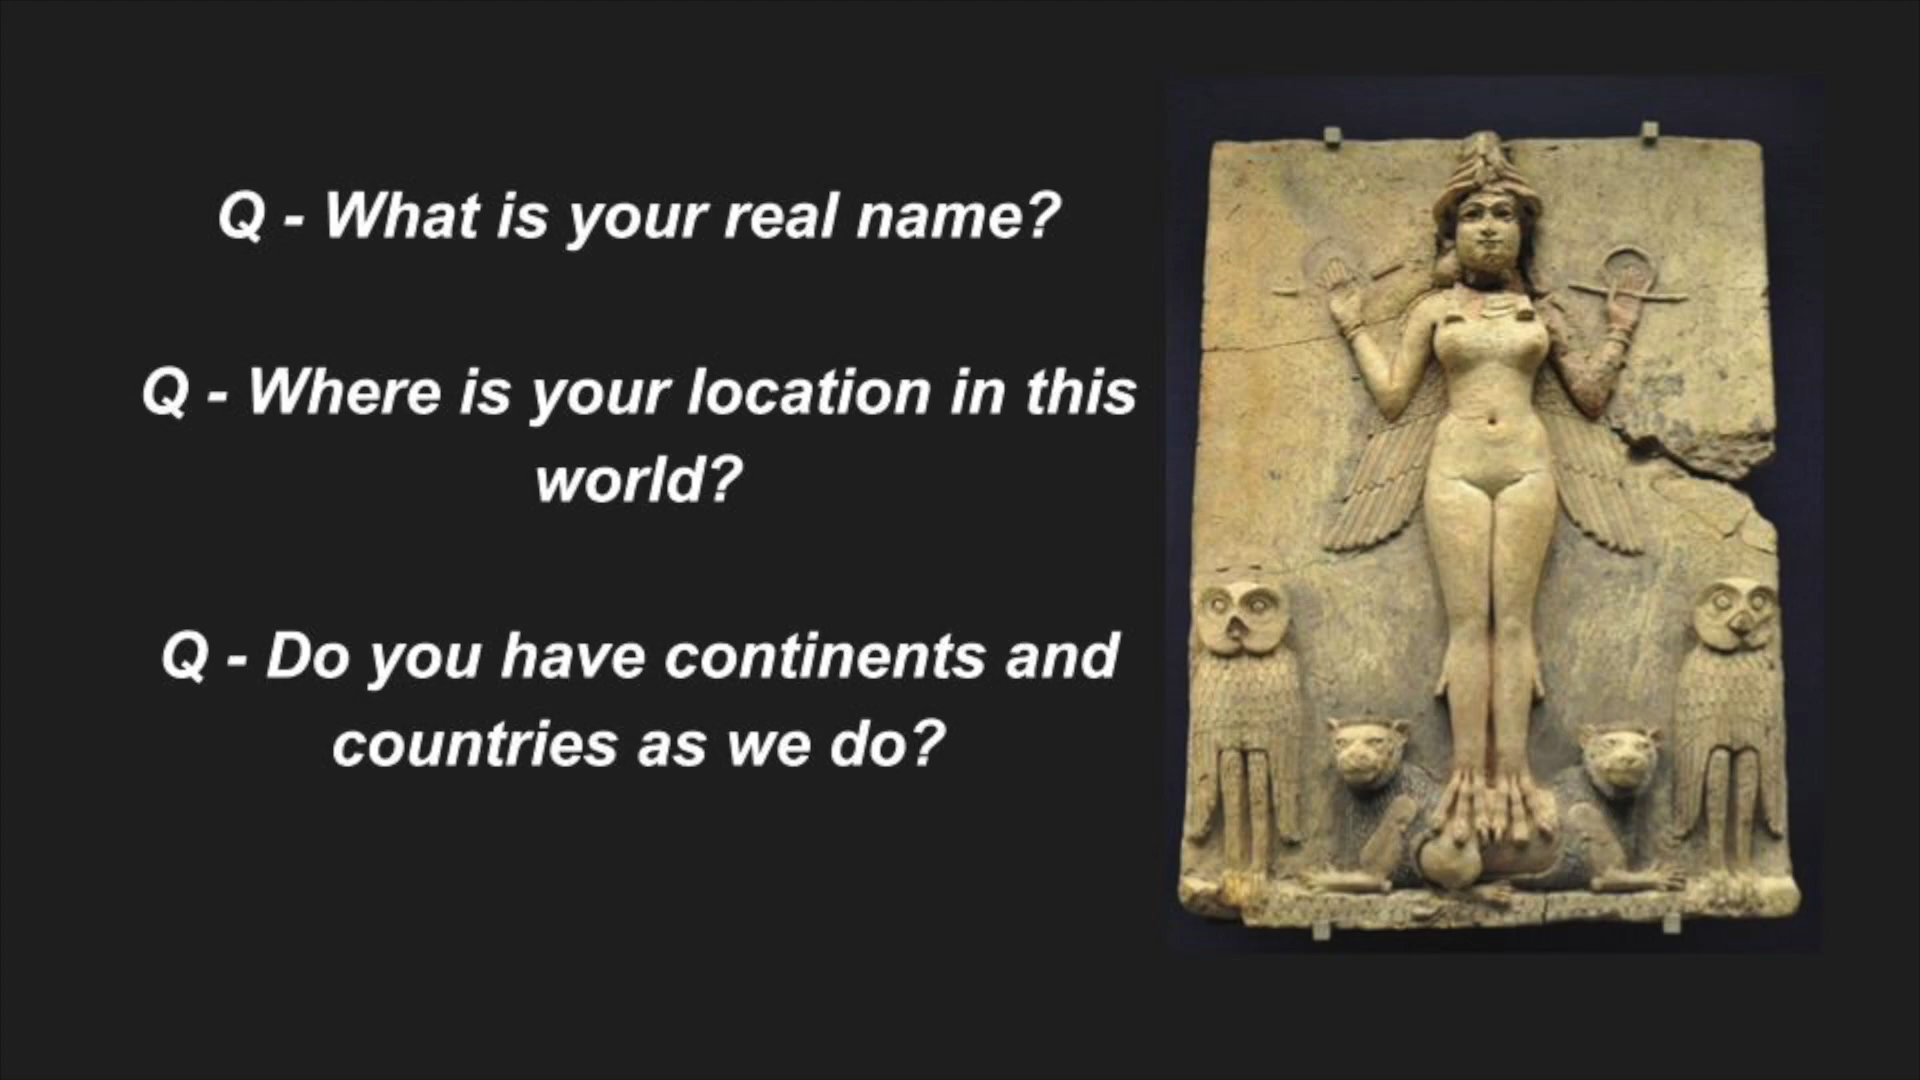 Q - What is your real name?
Q - Where is your location in this
world?
Q - Do you have continents and
countries as we do?